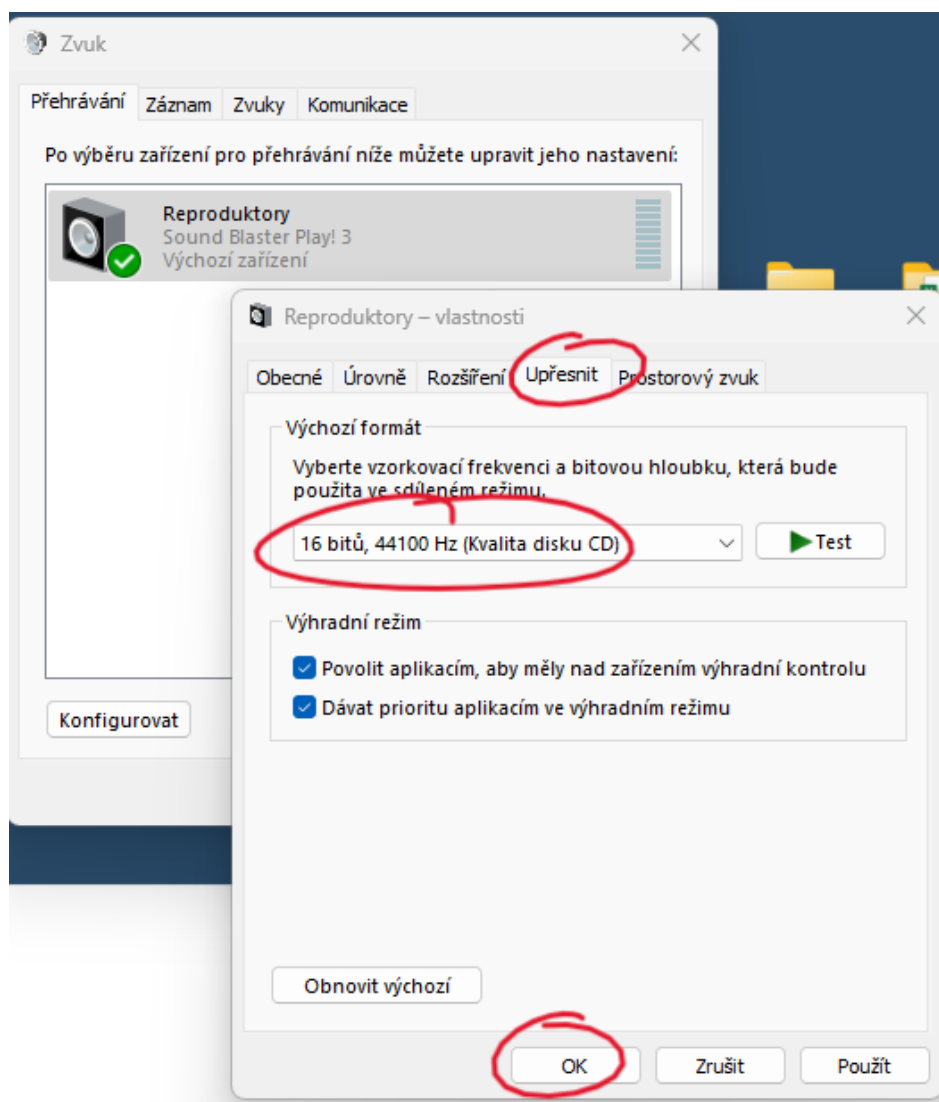 Zvuk
Přehrávání Záznam Zvuky Komunikace
Po výběru zařízení pro přehrávání níže můžete upravit jeho nastavení:
Reproduktory
Sound Blaster Play! 3
Výchozí zařízení
Konfigurovat
Reproduktory – vlastnosti
Obecné Úrovně Rozšíření Upřesnit Prostorový zvuk
Výchozí formát
Vyberte vzorkovací frekvenci a bitovou hloubku, která bude
použita ve sdíleném režimu.
16 bitů, 44100 Hz (Kvalita disku CD) Test
Výhradní režim
Povolit aplikacím, aby měly nad zařízením výhradní kontrolu
Dávat prioritu aplikacím ve výhradním režimu
Obnovit výchozí
OK Zrušit Použít